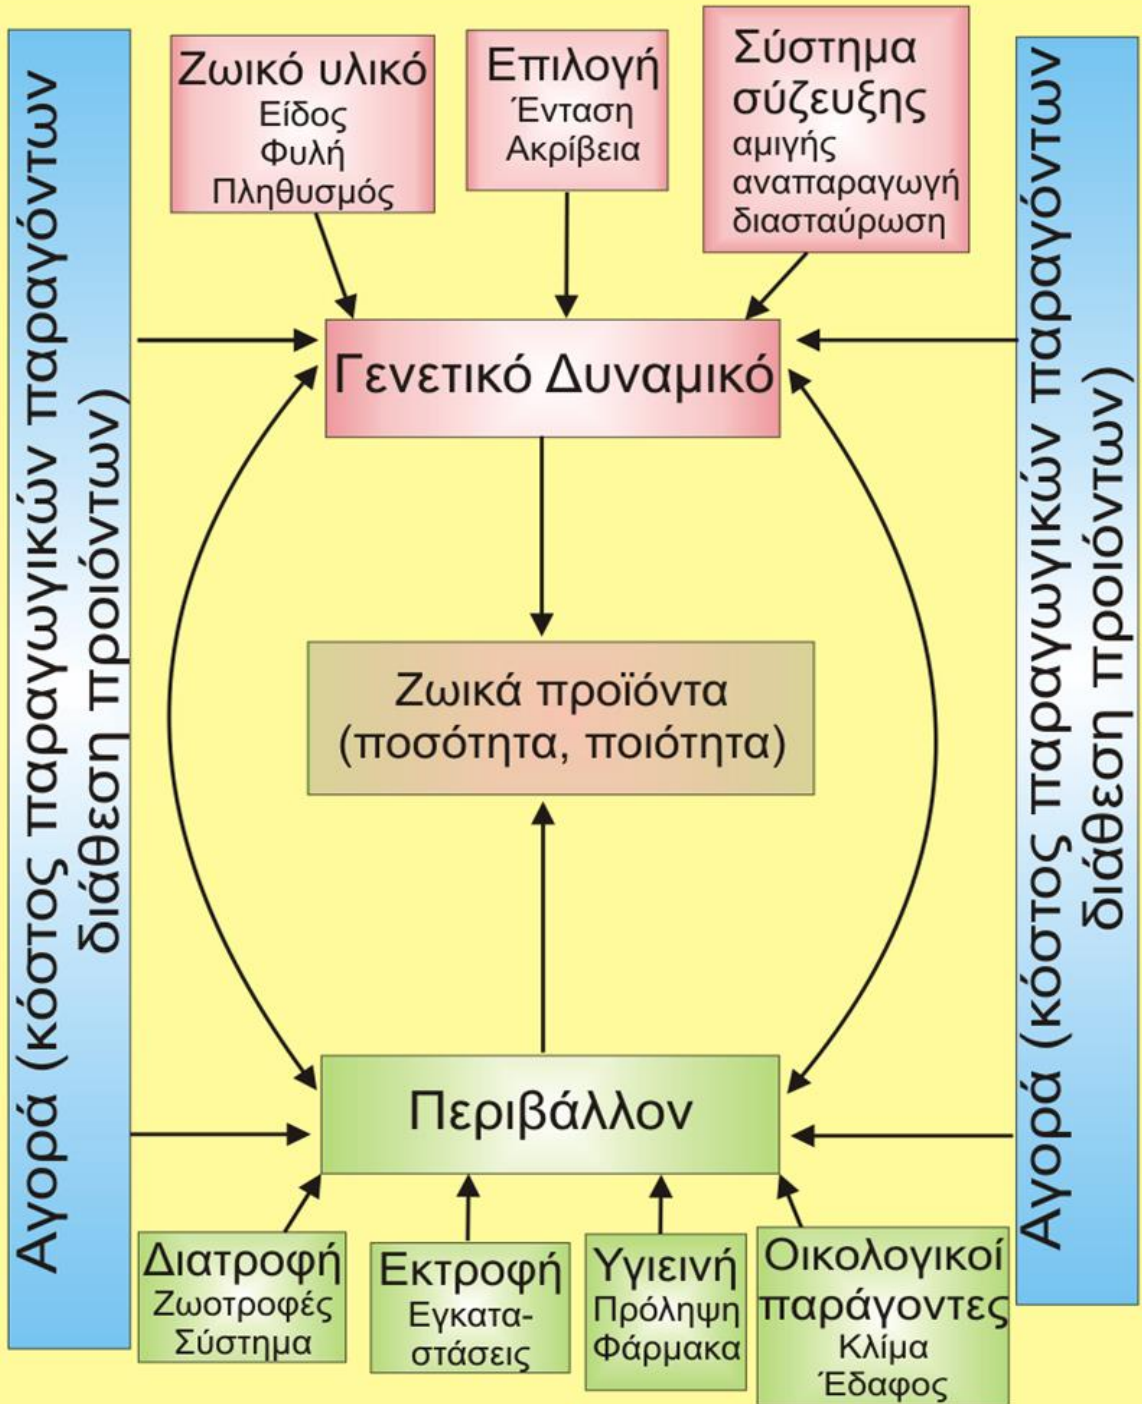 Αγορά (κόστος παραγωγικών παραγόντων
διάθεση προιόντων)
Ζωικό υλικό
Είδος
Φυλή
Πληθυσμός
Επιλογή
Ένταση
Ακρίβεια
Σύστημα
σύζευξης
αμιγής
αναπαραγωγή
διασταύρωση
Γενετικό Δυναμικό
Ζωικά προϊόντα
(ποσότητα, ποιότητα)
Περιβάλλον
Διατροφή
Ζωοτροφές
Σύστημα
Εκτροφή
Εγκατα-
στάσεις
Υγιεινή
Πρόληψη
Φάρμακα
Οικολογικοί
παράγοντες
Κλίμα
Έδαφος
Αγορά (κόστος παραγωγικών παραγόντων
διάθεση προιόντων)